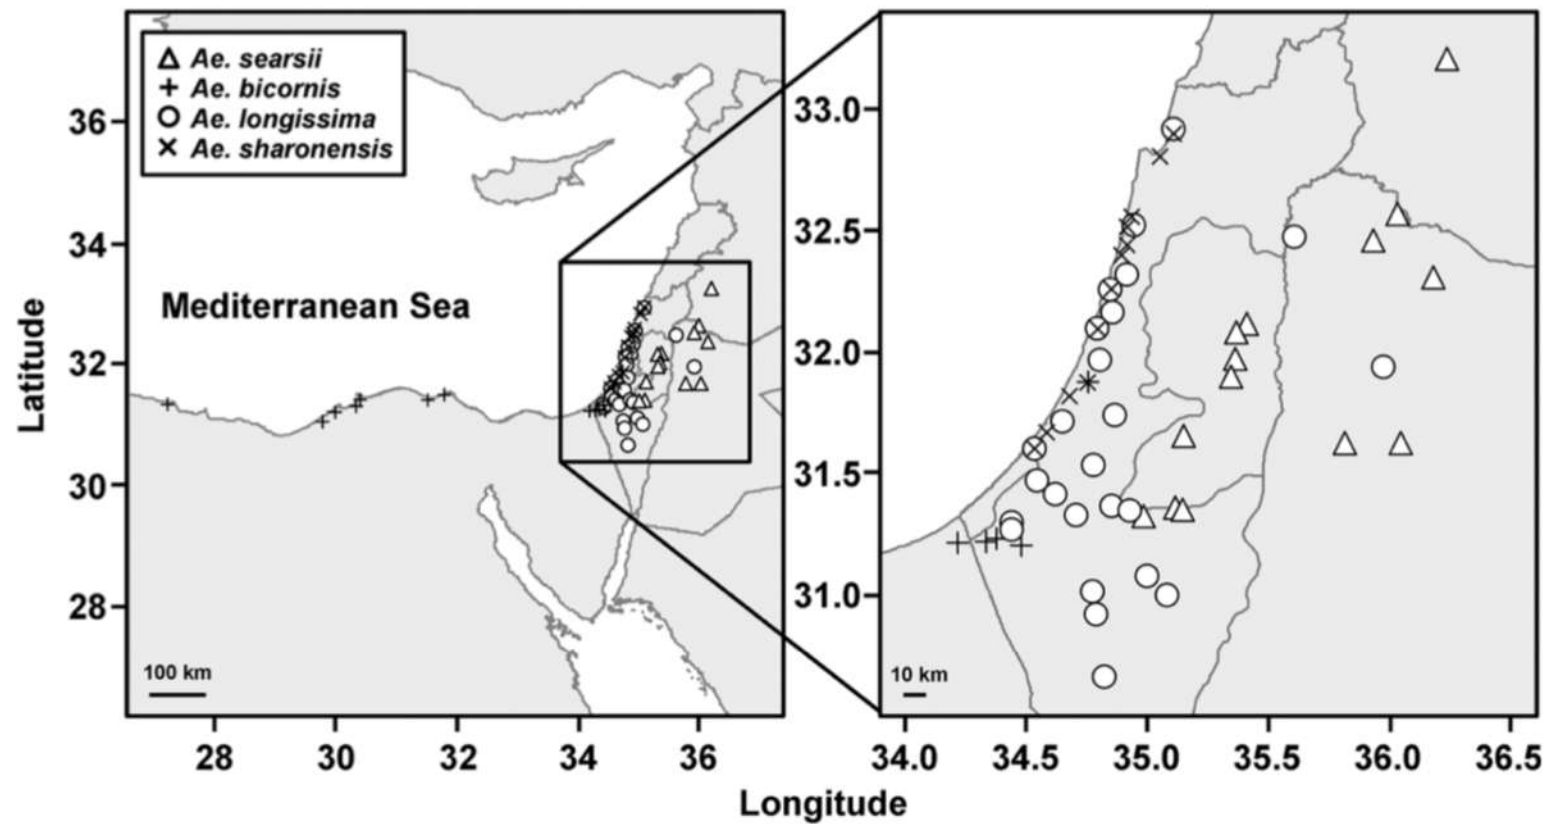 Ae. searsii
Ae. bicornis
Ae. longissima
Ae. sharonensis
Mediterranean Sea
Latitude
36
34
32
30
28
100 km
28
30
32
34
36
33.0
32.5
32.0
31.5
31.0
10 km
34.0
34.5
35.0
35.5
36.0
36.5
Longitude